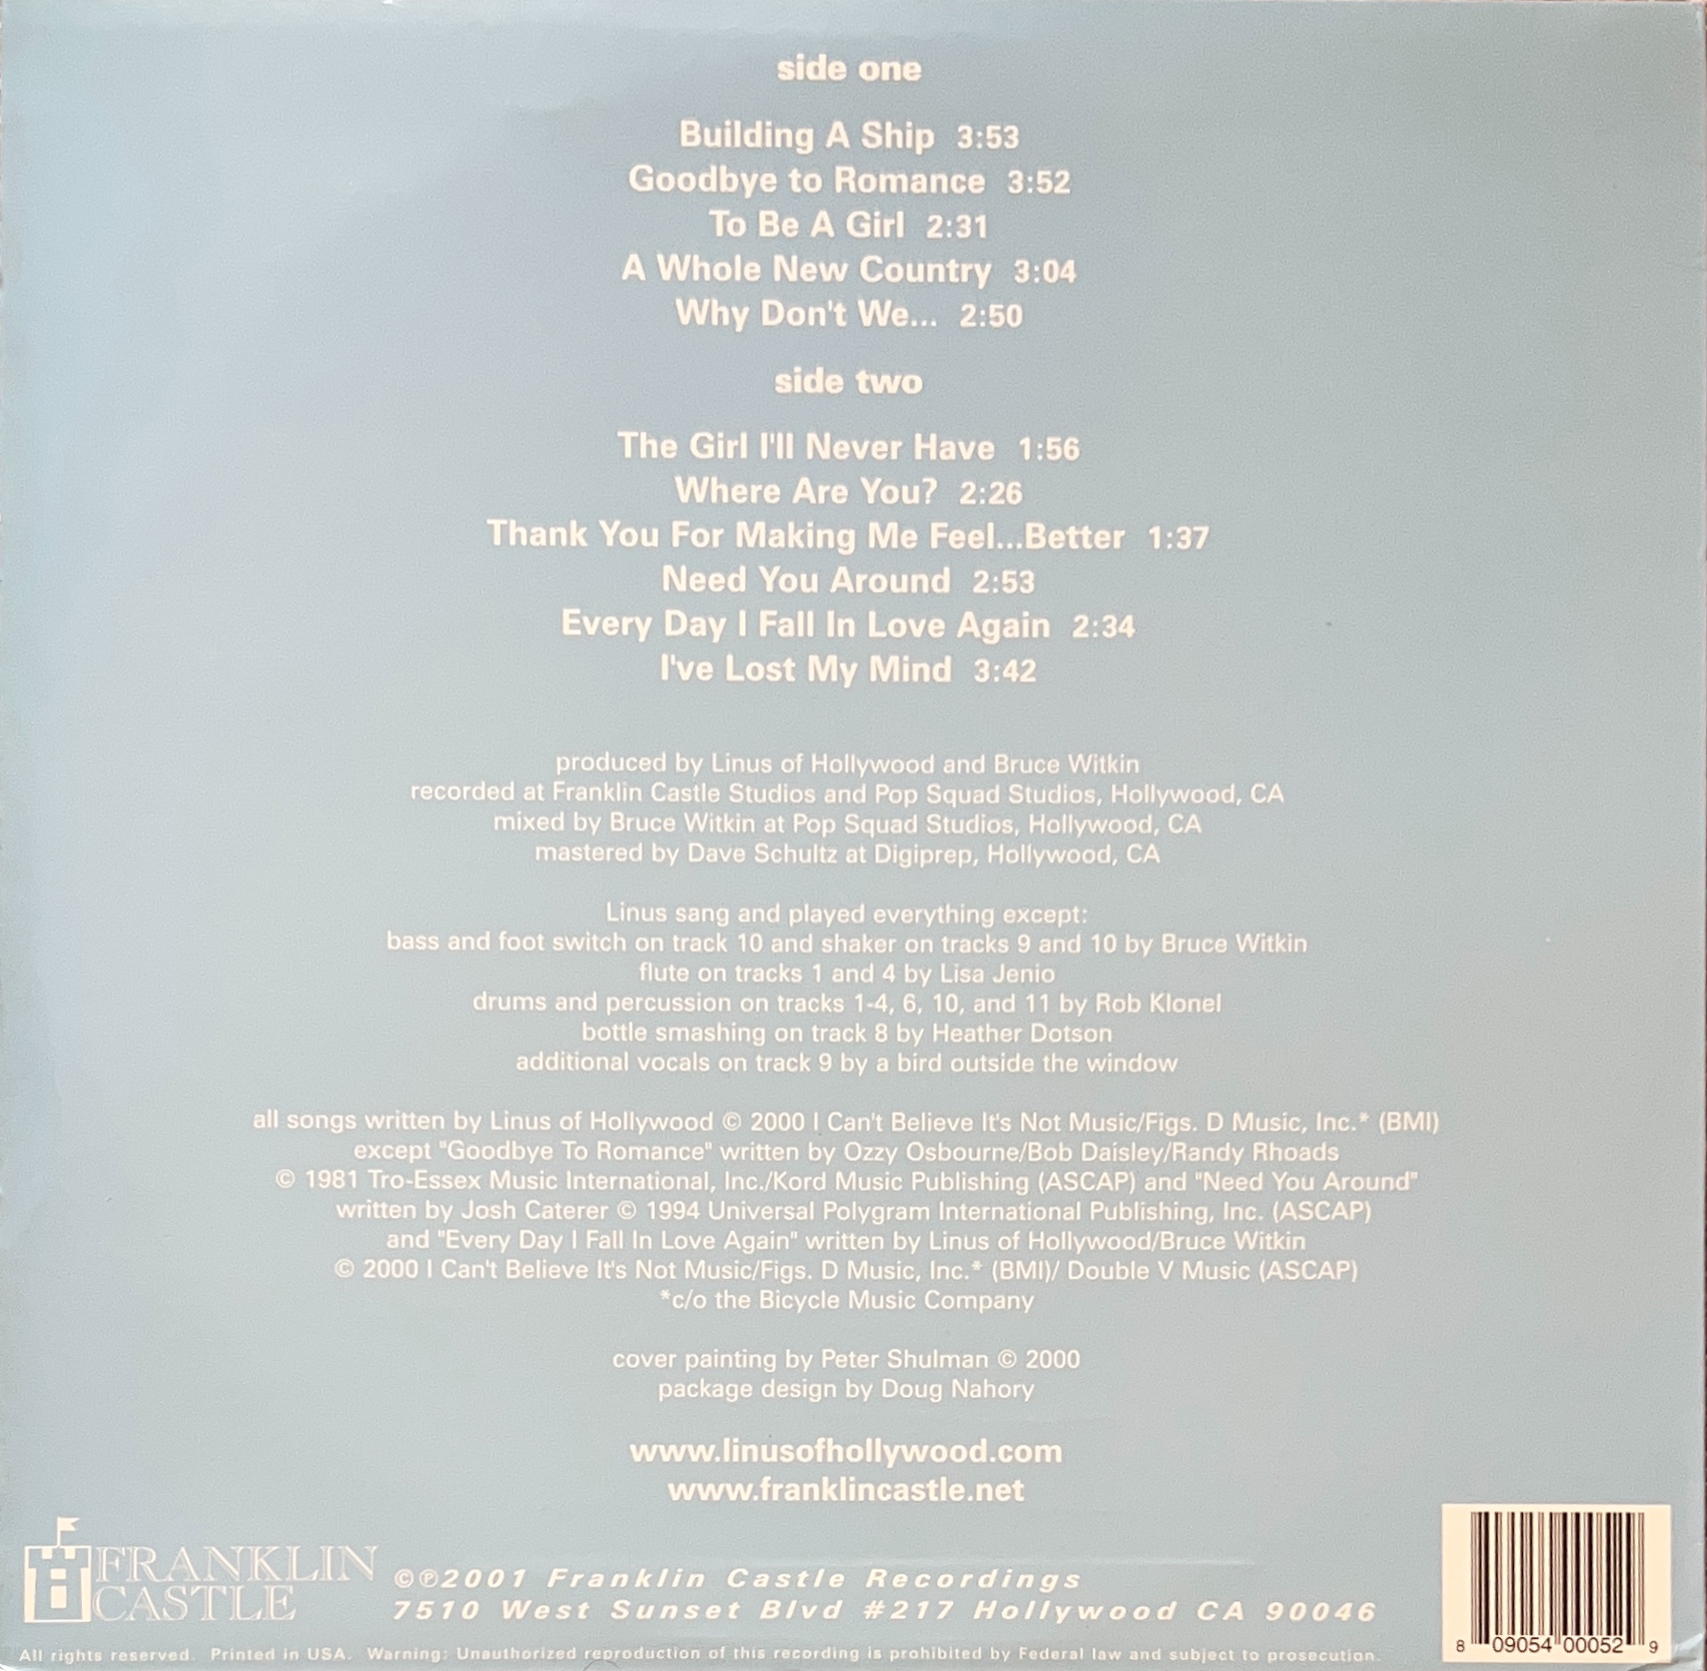 side one
Building A Ship 3:53
Goodbye to Romance 3:52
To Be A Girl 2:31
A Whole New Country 3:04
Why Don't We... 2:50
side two
The Girl I'll Never Have 1:56
Where Are You? 2:26
Thank You For Making Me Feel...Better 1:37
Need You Around 2:53
Every Day I Fall In Love Again 2:34
I've Lost My Mind 3:42
produced by Linus of Hollywood and Bruce Witkin
recorded at Franklin Castle Studios and Pop Squad Studios, Hollywood, CA
mixed by Bruce Witkin at Pop Squad Studios, Hollywood, CA
mastered by Dave Schultz at Digiprep, Hollywood, CA
Linus sang and played everything except:
bass and foot switch on track 10 and shaker on tracks 9 and 10 by Bruce Witkin
flute on tracks 1 and 4 by Lisa Jenio
drums and percussion on tracks 1-4, 6, 10, and 11 by Rob Klonel
bottle smashing on track 8 by Heather Dotson
additional vocals on track 9 by a bird outside the window
all songs written by Linus of Hollywood © 2000 I Can't Believe It's Not Music/Figs. D Music, Inc.* (BMI)
except "Goodbye To Romance" written by Ozzy Osbourne/Bob Daisley/Randy Rhoads
© 1981 Tro-Essex Music International, Inc./Kord Music Publishing (ASCAP) and "Need You Around"
written by Josh Caterer © 1994 Universal Polygram International Publishing, Inc. (ASCAP)
and "Every Day I Fall In Love Again" written by Linus of Hollywood/Bruce Witkin
© 2000 I Can't Believe It's Not Music/Figs. D Music, Inc.* (BMI)/ Double V Music (ASCAP)
*c/o the Bicycle Music Company
cover painting by Peter Shulman © 2000
package design by Doug Nahory
www.linusofhollywood.com
www.franklincastle.net
FRANKLIN
CASTLE
©℗2001 Franklin Castle Recordings
7510 West Sunset Blvd #217 Hollywood CA 90046
All rights reserved. Printed in USA. Warning: Unauthorized reproduction of this recording is prohibited by Federal law and subject to prosecution.
8 09054 00052 9